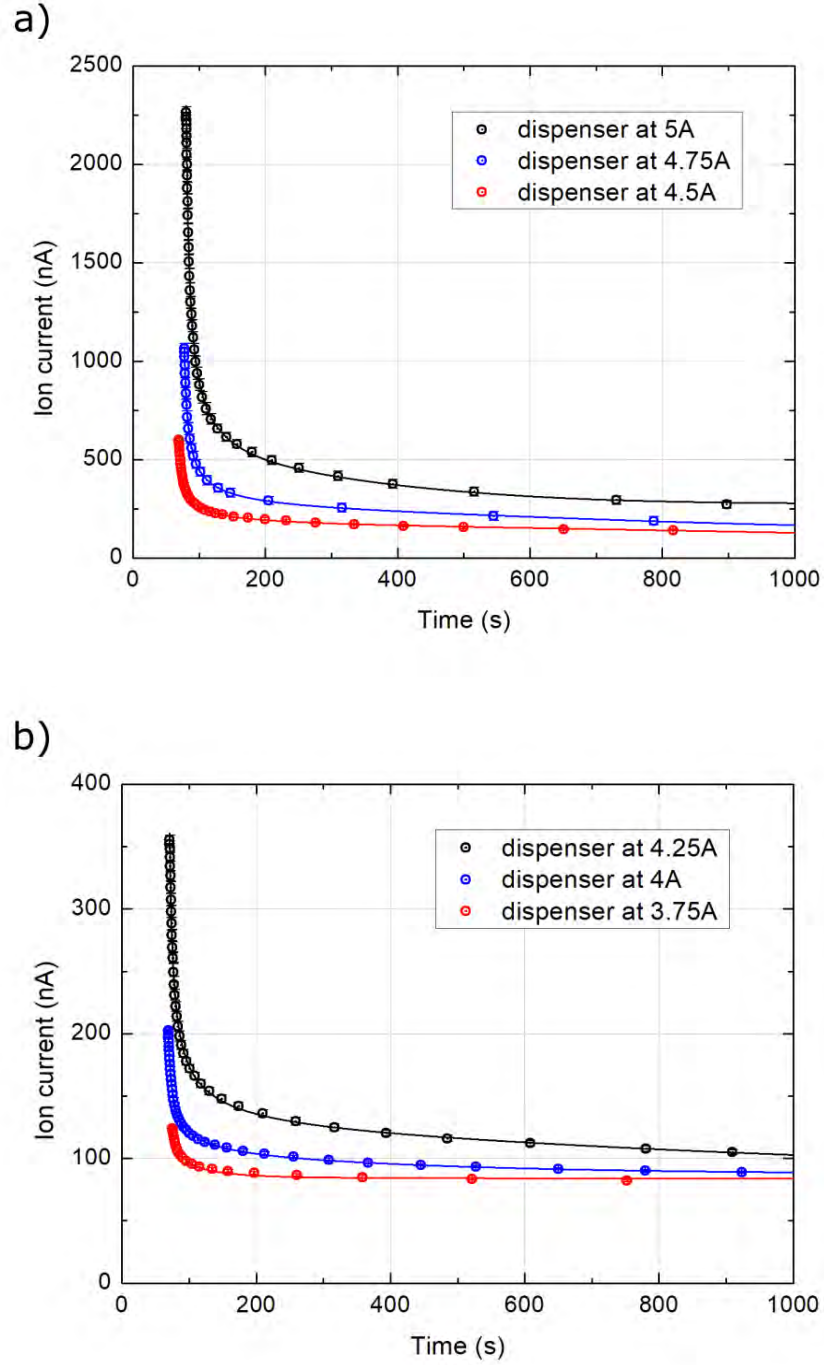 a)
2500
2000
1500
1000
500
0
Ion current (nA)
dispenser at 5A
dispenser at 4.75A
dispenser at 4.5A
0 200 400 600 800 1000
Time (s)
b)
400
300
200
100
0
Ion current (nA)
dispenser at 4.25A
dispenser at 4A
dispenser at 3.75A
0 200 400 600 800 1000
Time (s)